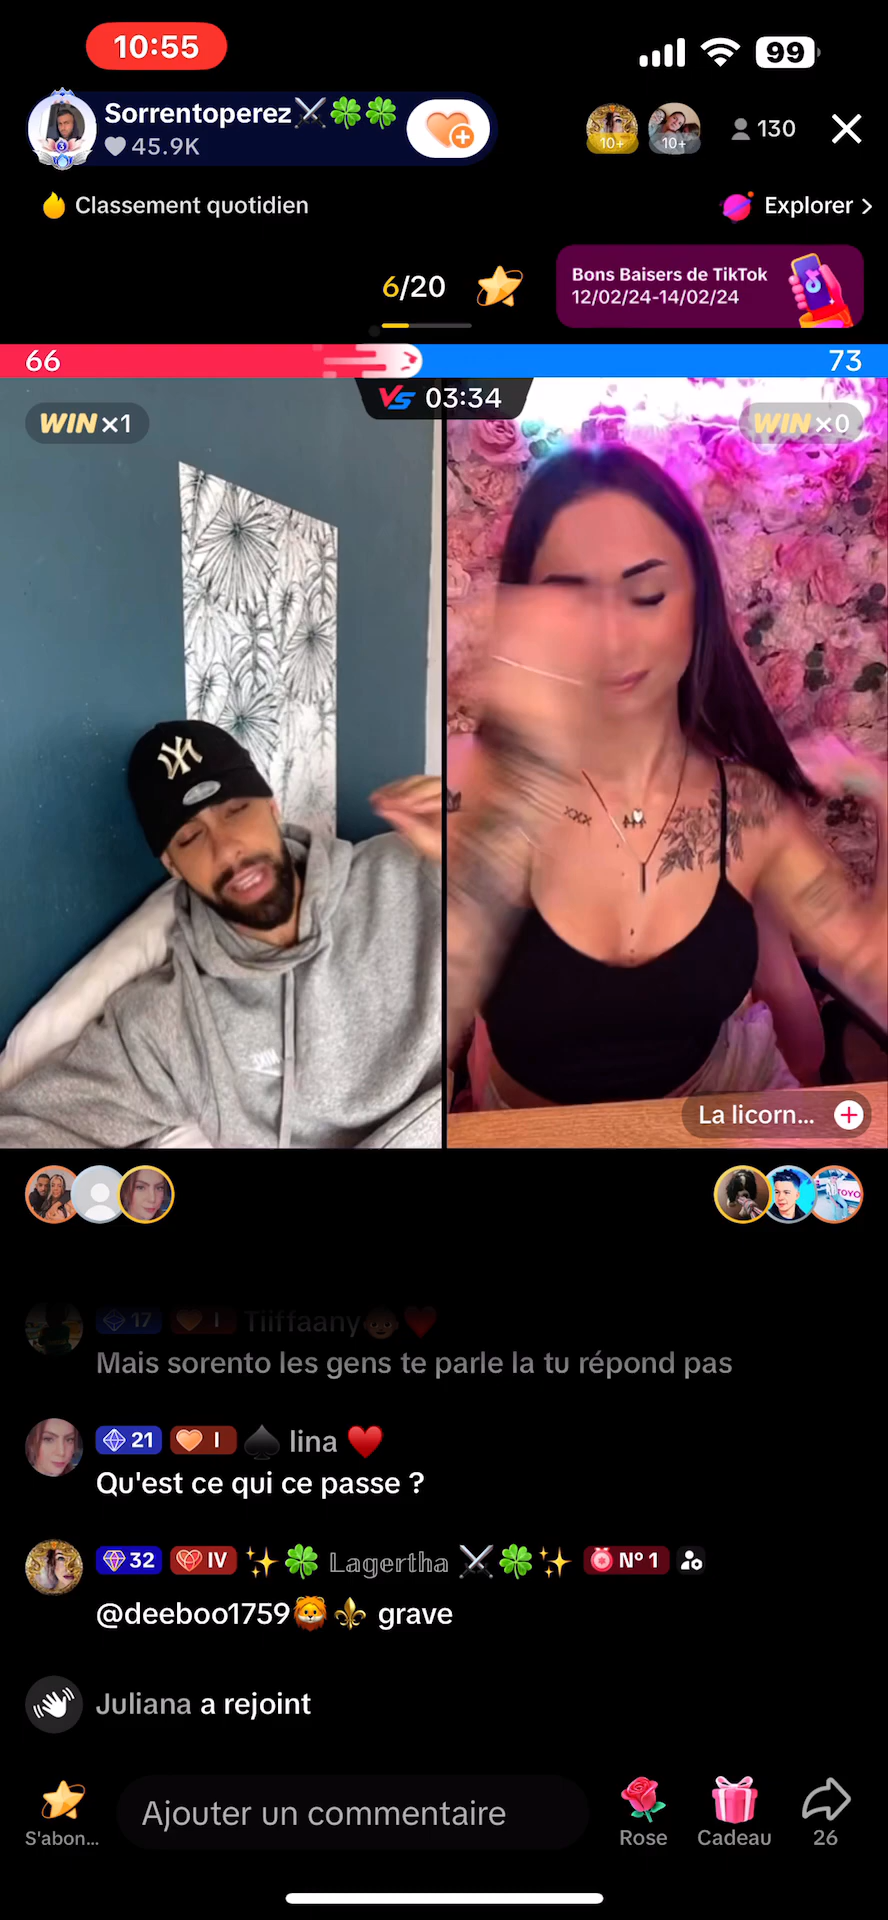 10:55
99
Sorrentoperez⚔️🍀🍀
45.9K
10+
10+
130
Classement quotidien
Explorer >
6/20
Bons Baisers de TikTok
12/02/24-14/02/24
66
73
VS 03:34
WIN x1
WIN x0
xxx
La licorn...
TOYO
17 I Tiiffaany👶🏾❤️
Mais sorento les gens te parle la tu répond pas
21 I ♠️ lina ♥️
Qu'est ce qui ce passe ?
32 IV ✨🍀 𝕃𝕒𝕘𝕖𝕣𝕥𝕙𝕒 ⚔️🍀✨ N° 1
@deeboo1759🦁⚜️ grave
Juliana a rejoint
S'abon...
Ajouter un commentaire
Rose
Cadeau
26